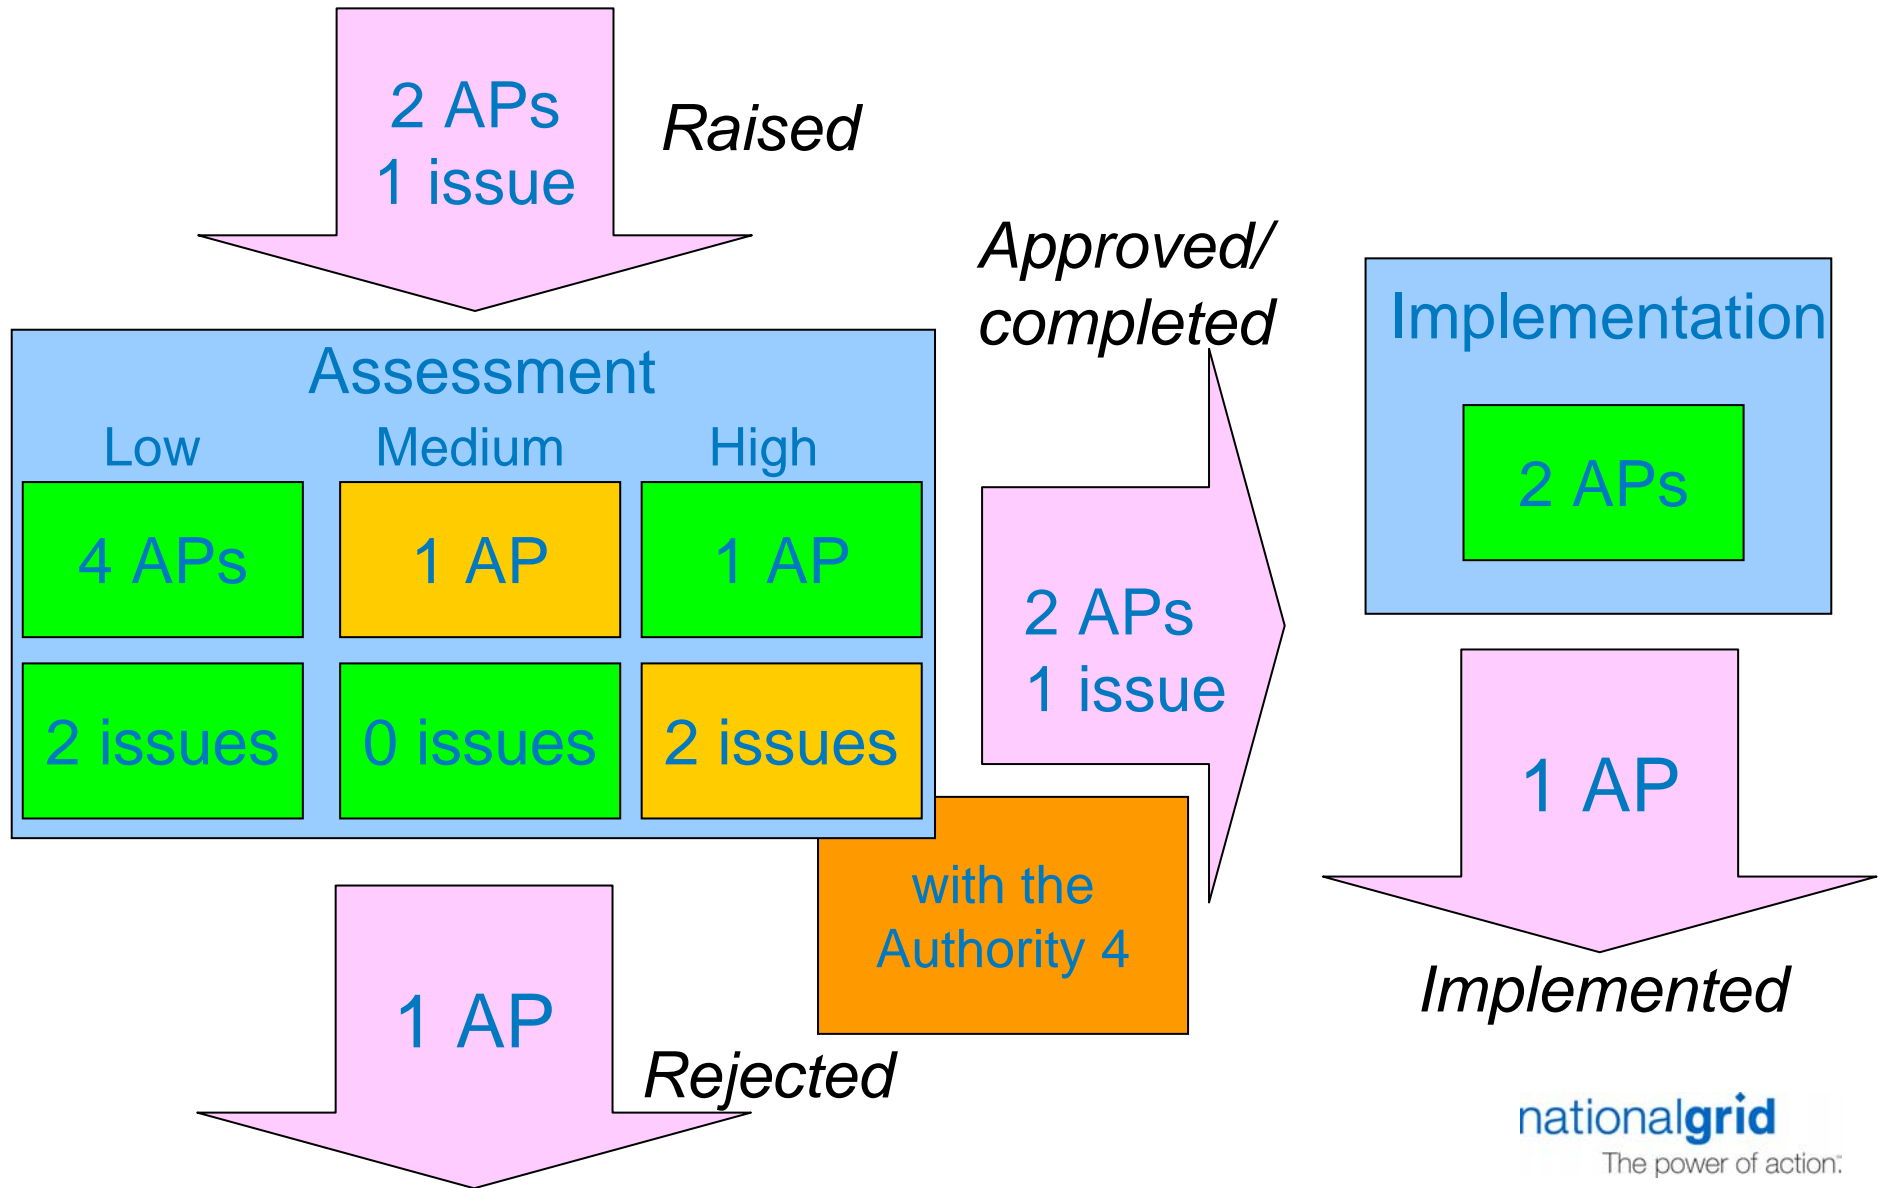 2 APs
1 issue
Raised
Approved/
completed
Assessment
Low Medium High
4 APs 1 AP 1 AP
2 issues 0 issues 2 issues
2 APs
1 issue
Implementation
2 APs
with the
Authority 4
1 AP
Implemented
1 AP
Rejected
nationalgrid
The power of action.™